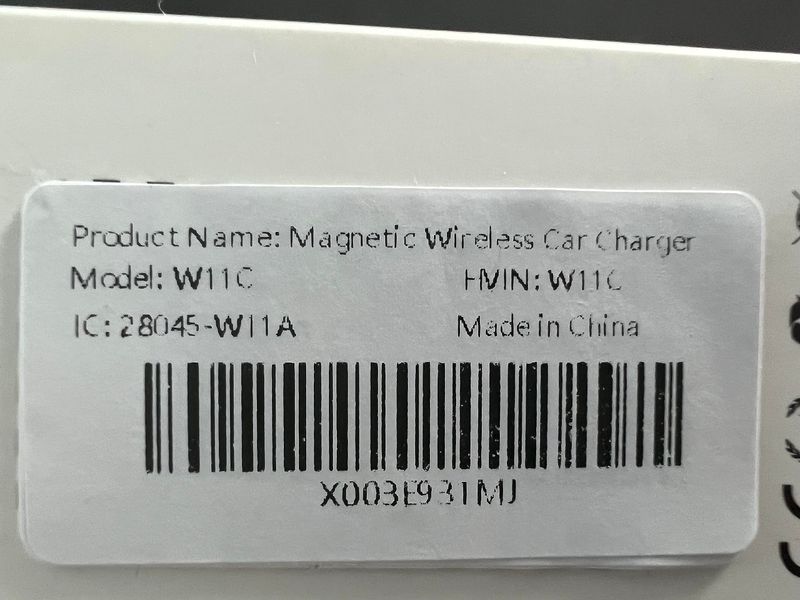 Product Name: Magnetic Wireless Car Charger
Model: W11C HVIN: W11C
IC: 28045-W11A Made in China
X003E931MJ